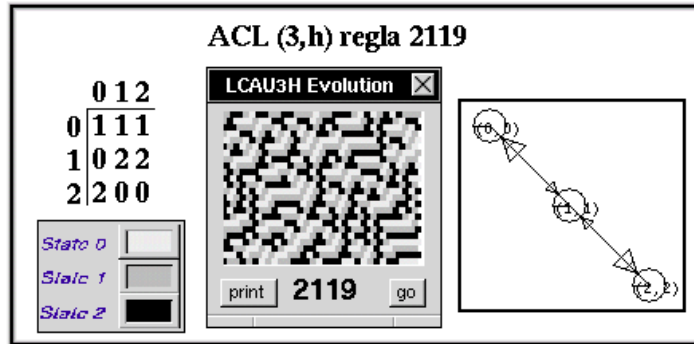 ACL (3,h) regla 2119
0 1 2
0 1 1 1
1 0 2 2
2 2 0 0
State 0
State 1
State 2
LCAU3H Evolution
print 2119 go
(0,0)
(1,1)
(2,2)